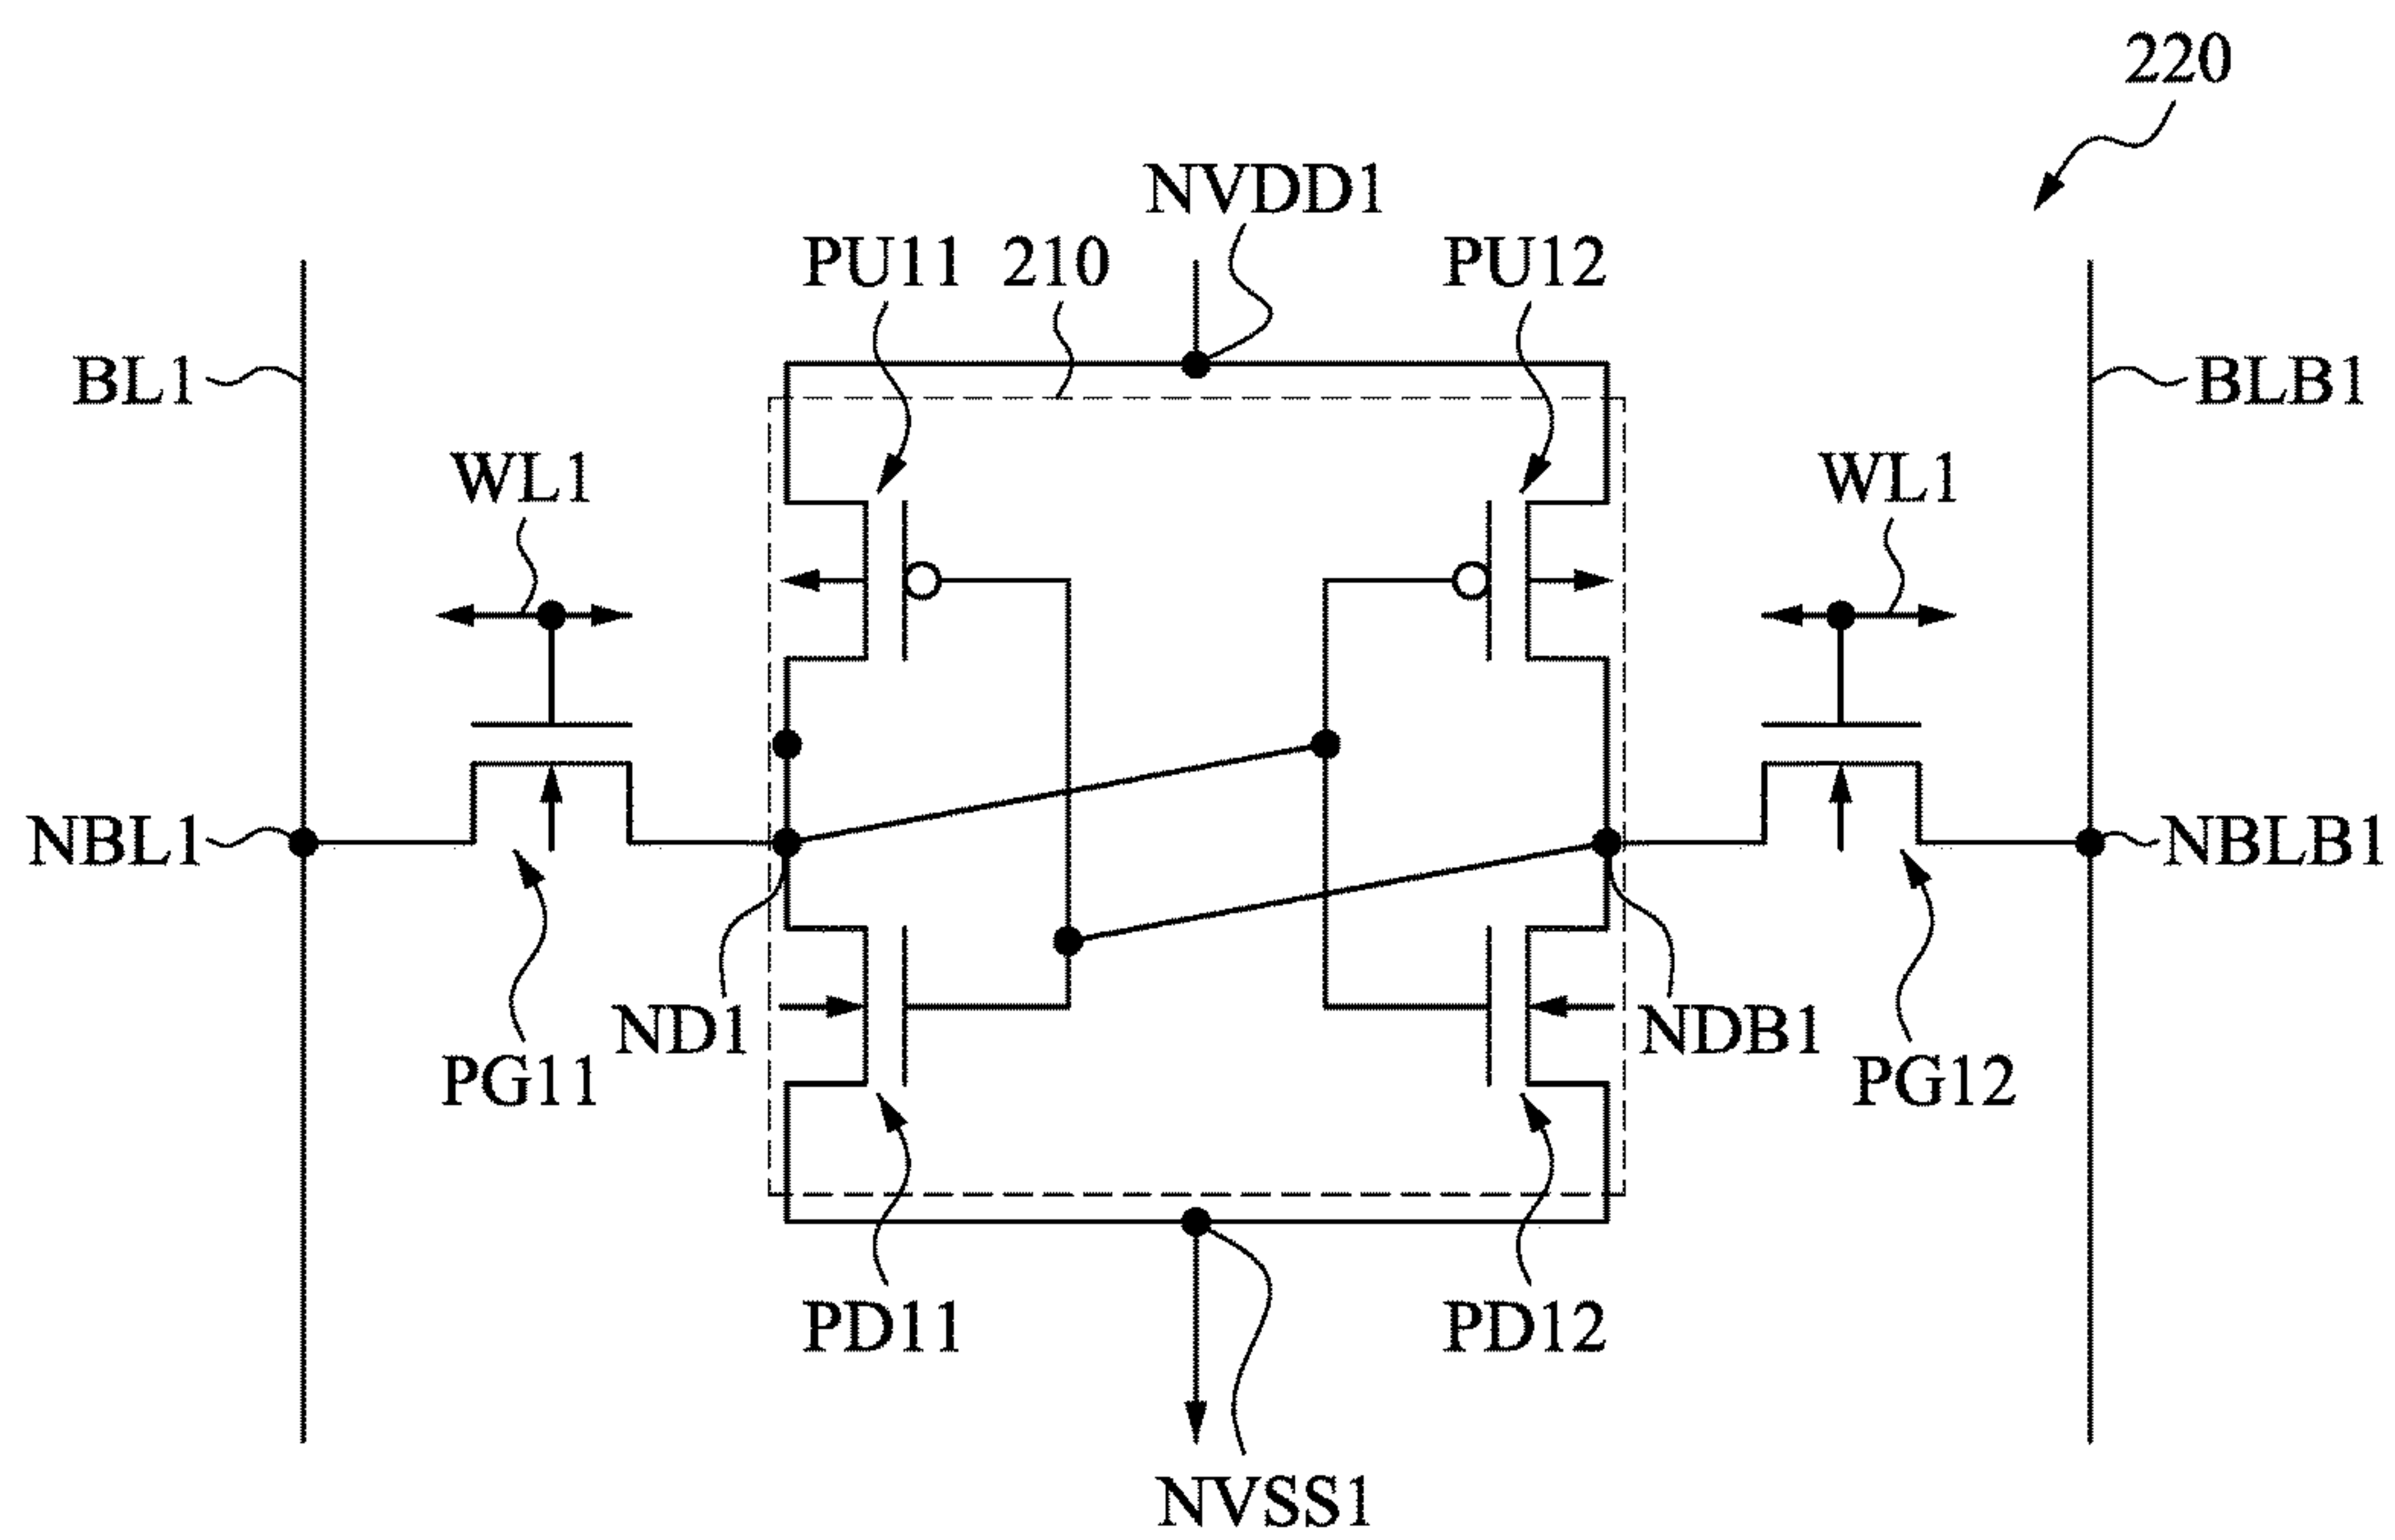 220
NVDD1
PU11
210
PU12
BL1
BLB1
WL1
WL1
NBL1
NBLB1
ND1
NDB1
PG11
PG12
PD11
PD12
NVSS1